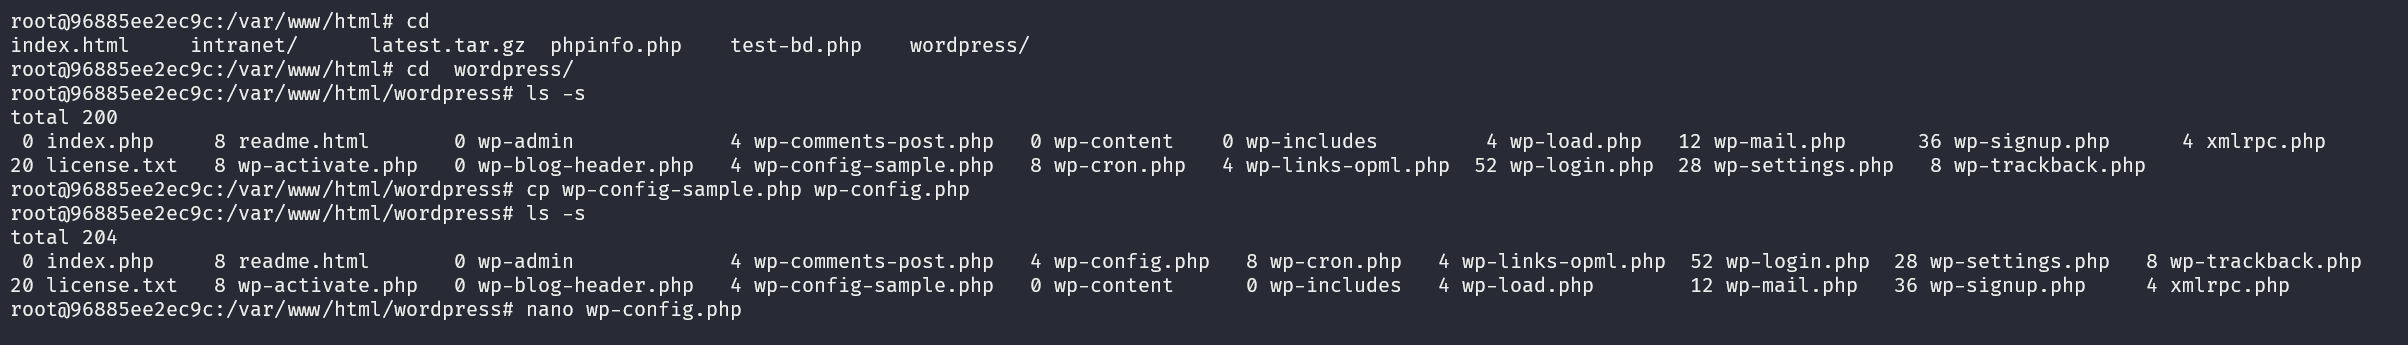 root@96885ee2ec9c:/var/www/html# cd
index.html     intranet/      latest.tar.gz  phpinfo.php    test-bd.php    wordpress/
root@96885ee2ec9c:/var/www/html# cd  wordpress/
root@96885ee2ec9c:/var/www/html/wordpress# ls -s
total 200
 0 index.php     8 readme.html       0 wp-admin             4 wp-comments-post.php   0 wp-content    0 wp-includes         4 wp-load.php   12 wp-mail.php      36 wp-signup.php      4 xmlrpc.php
20 license.txt   8 wp-activate.php   0 wp-blog-header.php   4 wp-config-sample.php   8 wp-cron.php   4 wp-links-opml.php  52 wp-login.php  28 wp-settings.php   8 wp-trackback.php
root@96885ee2ec9c:/var/www/html/wordpress# cp wp-config-sample.php wp-config.php
root@96885ee2ec9c:/var/www/html/wordpress# ls -s
total 204
 0 index.php     8 readme.html       0 wp-admin             4 wp-comments-post.php   4 wp-config.php   8 wp-cron.php   4 wp-links-opml.php  52 wp-login.php  28 wp-settings.php   8 wp-trackback.php
20 license.txt   8 wp-activate.php   0 wp-blog-header.php   4 wp-config-sample.php   0 wp-content      0 wp-includes   4 wp-load.php        12 wp-mail.php   36 wp-signup.php     4 xmlrpc.php
root@96885ee2ec9c:/var/www/html/wordpress# nano wp-config.php